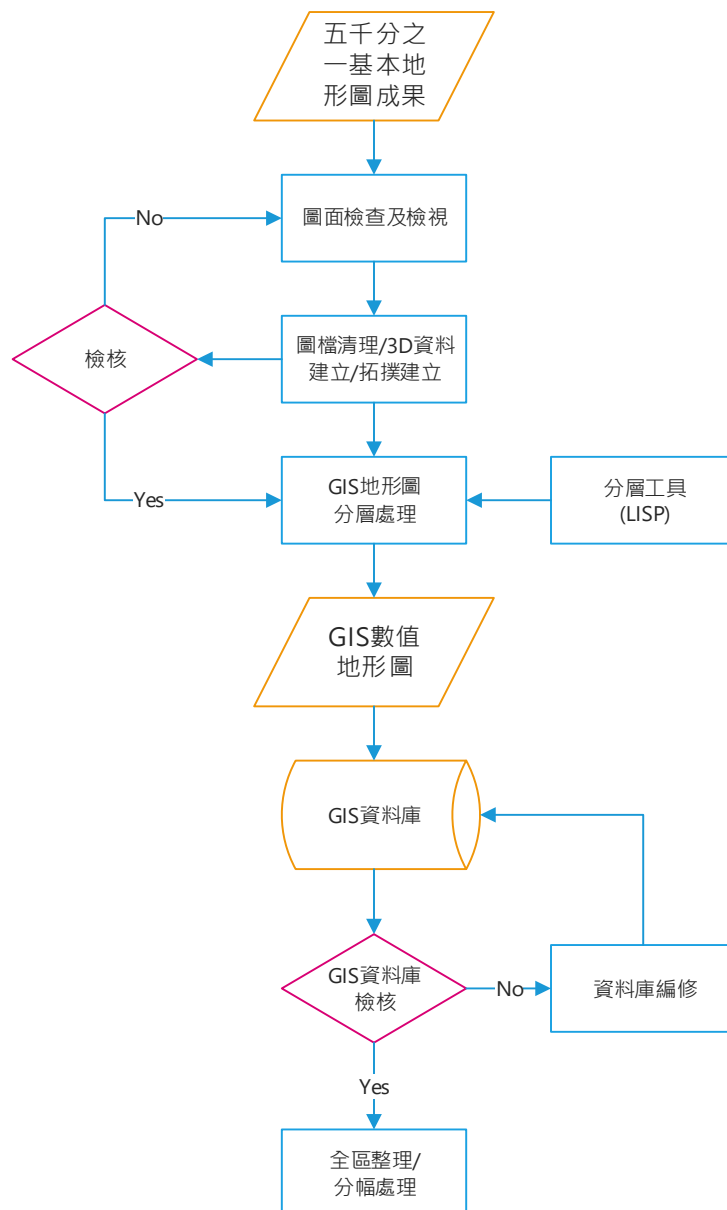 五千分之
一基本地
形圖成果
圖面檢查及檢視
No
檢核
圖檔清理/3D資料
建立/拓撲建立
Yes
GIS地形圖
分層處理
分層工具
(LISP)
GIS數值
地形圖
GIS資料庫
GIS資料庫
檢核
No
資料庫編修
Yes
全區整理/
分幅處理